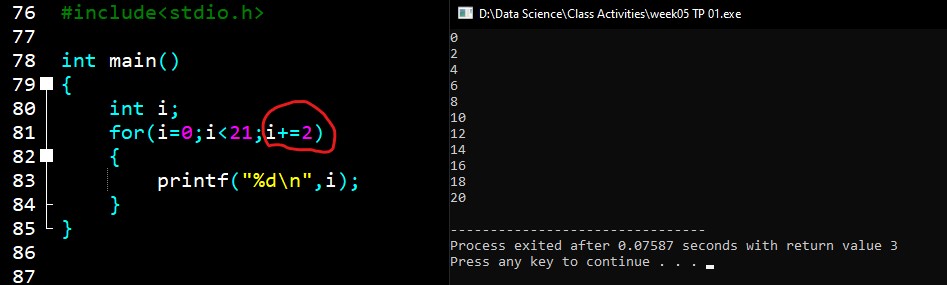 76 #include<stdio.h>
77
78 int main()
79 {
80 int i;
81 for(i=0;i<21;i+=2)
82 {
83 printf("%d\n",i);
84 }
85 }
86
87
D:\Data Science\Class Activities\week05 TP 01.exe
0
2
4
6
8
10
12
14
16
18
20
--------------------------------
Process exited after 0.07587 seconds with return value 3
Press any key to continue . . .